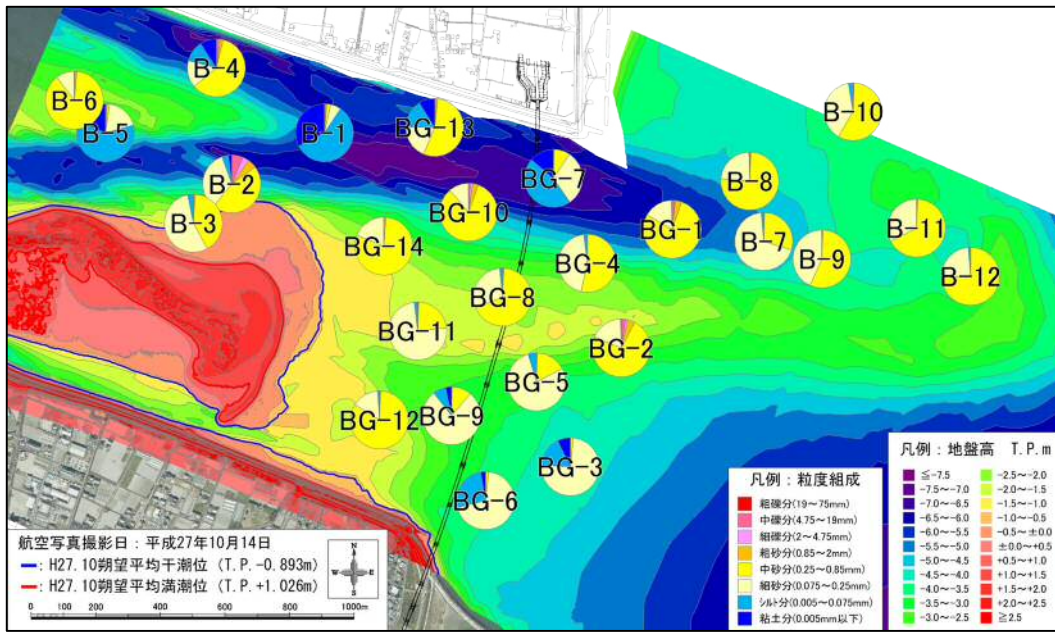 B-4
B-6
B-5
B-1
BG-13
B-10
BG-7
B-8
B-2
B-3
BG-10
BG-1
B-7
B-11
BG-14
BG-4
B-9
B-12
BG-8
BG-11
BG-2
BG-5
BG-12
BG-9
BG-3
BG-6
凡例：粒度組成
粗礫分(19～75mm)
中礫分(4.75～19mm)
細礫分(2～4.75mm)
粗砂分(0.85～2mm)
中砂分(0.25～0.85mm)
細砂分(0.075～0.25mm)
シルト分(0.005～0.075mm)
粘土分(0.005mm以下)
凡例：地盤高 T.P.m
≦-7.5
-7.5～-7.0
-7.0～-6.5
-6.5～-6.0
-6.0～-5.5
-5.5～-5.0
-5.0～-4.5
-4.5～-4.0
-4.0～-3.5
-3.5～-3.0
-3.0～-2.5
-2.5～-2.0
-2.0～-1.5
-1.5～-1.0
-1.0～-0.5
-0.5～±0.0
±0.0～+0.5
+0.5～+1.0
+1.0～+1.5
+1.5～+2.0
+2.0～+2.5
≧2.5
航空写真撮影日：平成27年10月14日
：H27.10朔望平均干潮位 (T.P.-0.893m)
：H27.10朔望平均満潮位 (T.P.+1.026m)
0 200 400 600 800 1000m
N
W E
S